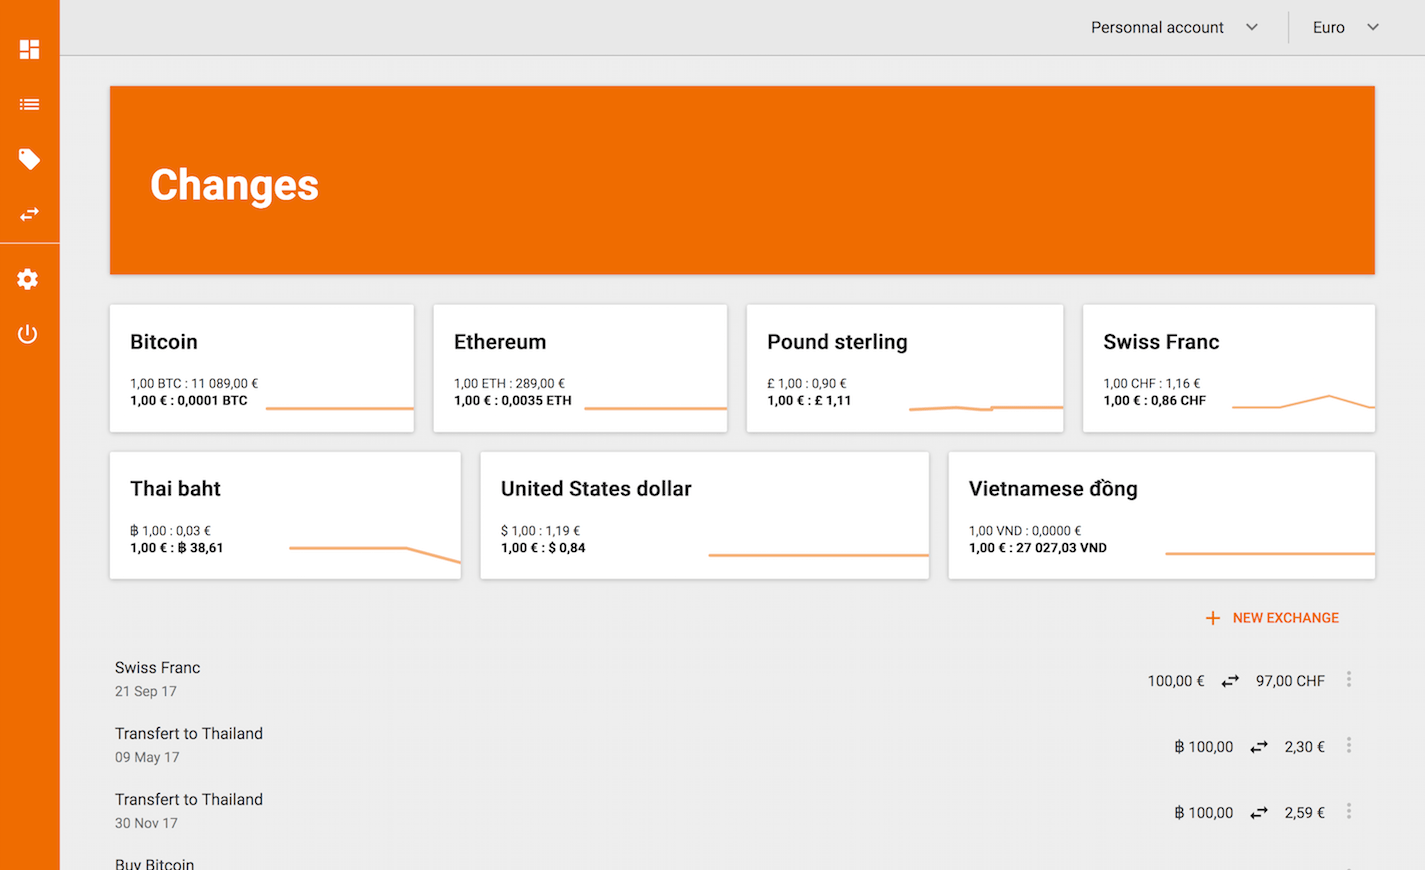 Personnal account
Euro
Changes
Bitcoin
1,00 BTC : 11 089,00 €
1,00 € : 0,0001 BTC
Ethereum
1,00 ETH : 289,00 €
1,00 € : 0,0035 ETH
Pound sterling
£ 1,00 : 0,90 €
1,00 € : £ 1,11
Swiss Franc
1,00 CHF : 1,16 €
1,00 € : 0,86 CHF
Thai baht
฿ 1,00 : 0,03 €
1,00 € : ฿ 38,61
United States dollar
$ 1,00 : 1,19 €
1,00 € : $ 0,84
Vietnamese đồng
1,00 VND : 0,0000 €
1,00 € : 27 027,03 VND
NEW EXCHANGE
Swiss Franc
21 Sep 17
100,00 € 97,00 CHF
Transfert to Thailand
09 May 17
฿ 100,00 2,30 €
Transfert to Thailand
30 Nov 17
฿ 100,00 2,59 €
Buy Bitcoin